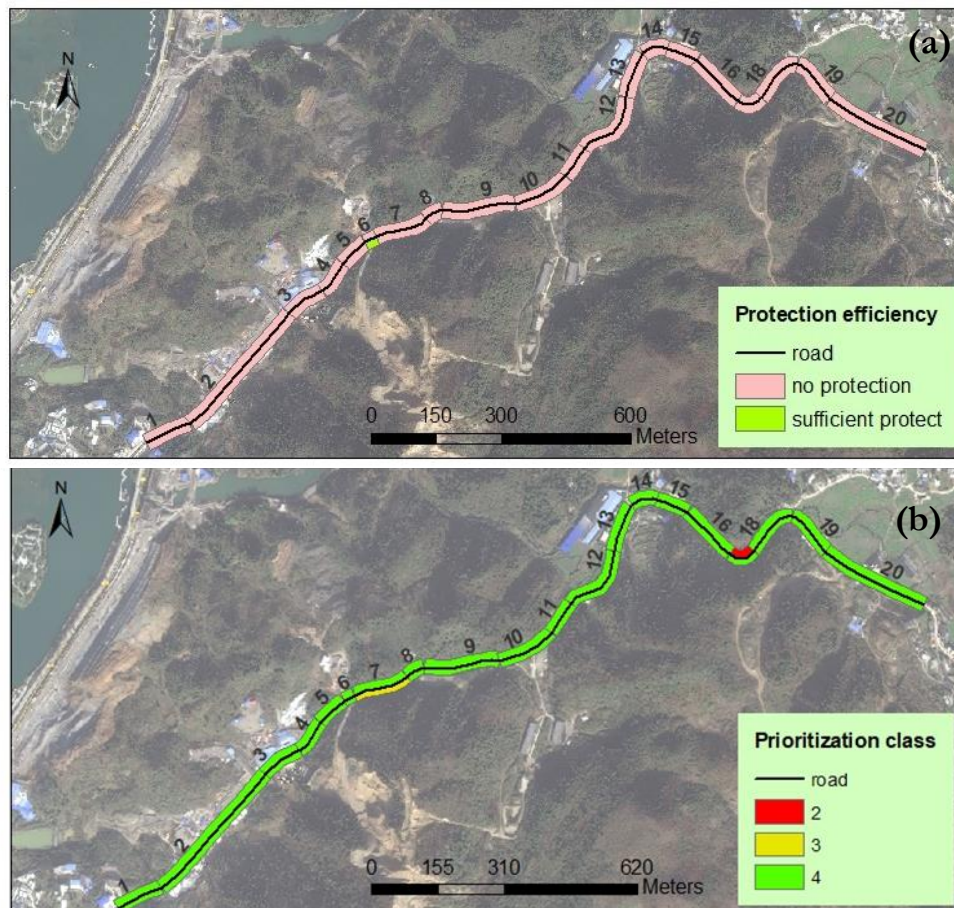 (a)
N
14
15
13
16
18
19
12
20
11
10
9
8
7
6
5
4
3
2
1
Protection efficiency
road
no protection
sufficient protect
0 150 300 600
Meters
(b)
N
14
15
13
16
18
19
12
20
11
10
9
8
7
6
5
4
3
2
1
Prioritization class
road
2
3
4
0 155 310 620
Meters